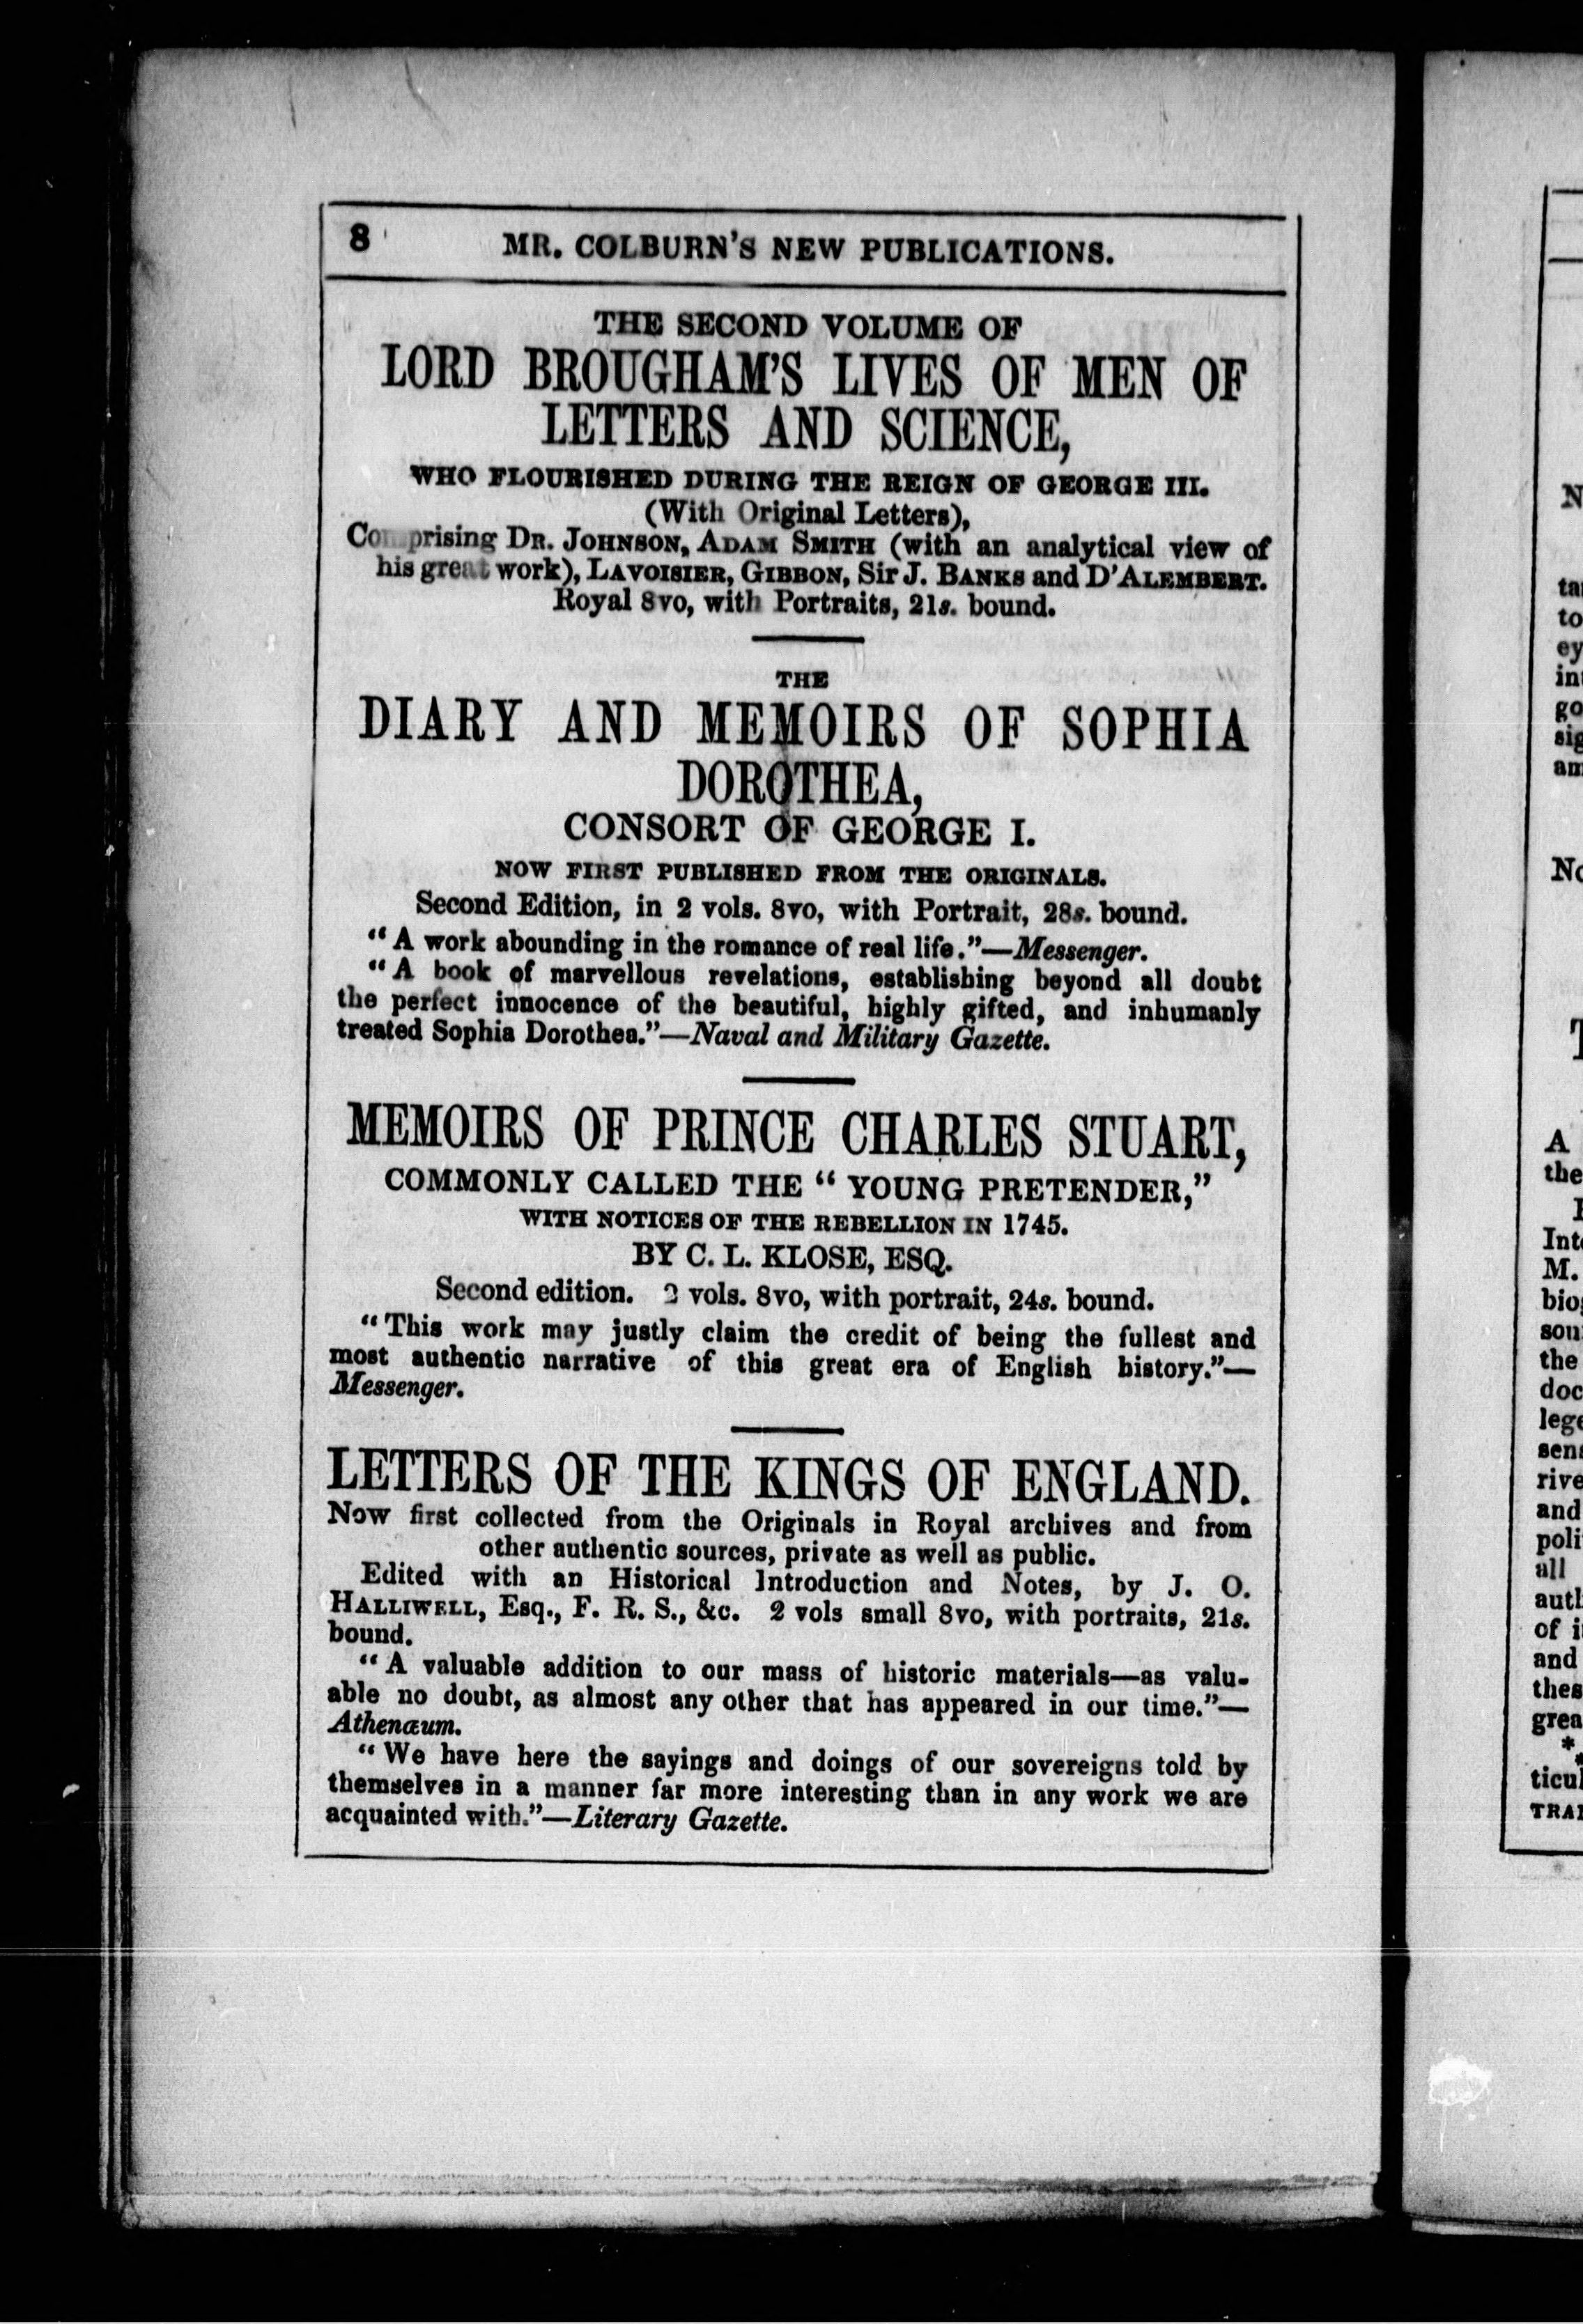 8 MR. COLBURN'S NEW PUBLICATIONS.
THE SECOND VOLUME OF
LORD BROUGHAM'S LIVES OF MEN OF
LETTERS AND SCIENCE,
WHO FLOURISHED DURING THE REIGN OF GEORGE III.
(With Original Letters),
Comprising DR. JOHNSON, ADAM SMITH (with an analytical view of
his great work), LAVOISIER, GIBBON, Sir J. BANKS and D'ALEMBERT.
Royal 8vo, with Portraits, 21s. bound.
THE
DIARY AND MEMOIRS OF SOPHIA
DOROTHEA,
CONSORT OF GEORGE I.
NOW FIRST PUBLISHED FROM THE ORIGINALS.
Second Edition, in 2 vols. 8vo, with Portrait, 28s. bound.
"A work abounding in the romance of real life."—Messenger.
"A book of marvellous revelations, establishing beyond all doubt
the perfect innocence of the beautiful, highly gifted, and inhumanly
treated Sophia Dorothea."—Naval and Military Gazette.
MEMOIRS OF PRINCE CHARLES STUART,
COMMONLY CALLED THE "YOUNG PRETENDER,"
WITH NOTICES OF THE REBELLION IN 1745.
BY C. L. KLOSE, ESQ.
Second edition. 2 vols. 8vo, with portrait, 24s. bound.
"This work may justly claim the credit of being the fullest and
most authentic narrative of this great era of English history."—
Messenger.
LETTERS OF THE KINGS OF ENGLAND.
Now first collected from the Originals in Royal archives and from
other authentic sources, private as well as public.
Edited with an Historical Introduction and Notes, by J. O.
HALLIWELL, Esq., F. R. S., &c. 2 vols small 8vo, with portraits, 21s.
bound.
"A valuable addition to our mass of historic materials—as valu-
able no doubt, as almost any other that has appeared in our time."—
Athenæum.
"We have here the sayings and doings of our sovereigns told by
themselves in a manner far more interesting than in any work we are
acquainted with."—Literary Gazette.